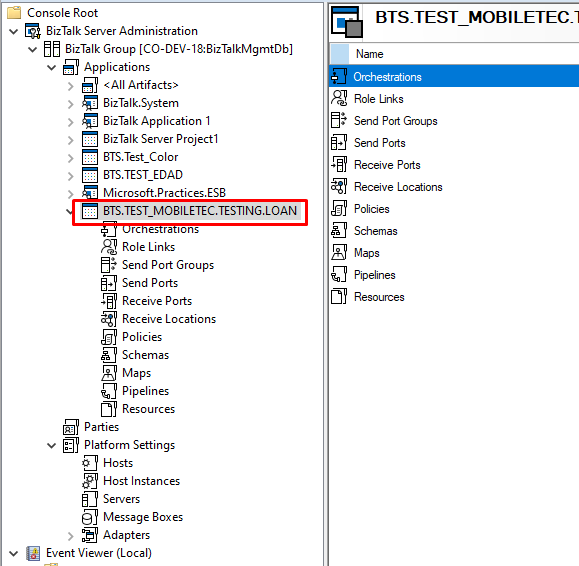 Console Root
BizTalk Server Administration
BizTalk Group [CO-DEV-18:BizTalkMgmtDb]
Applications
<All Artifacts>
BizTalk.System
BizTalk Application 1
BizTalk Server Project1
BTS.Test_Color
BTS.TEST_EDAD
Microsoft.Practices.ESB
BTS.TEST_MOBILETEC.TESTING.LOAN
Orchestrations
Role Links
Send Port Groups
Send Ports
Receive Ports
Receive Locations
Policies
Schemas
Maps
Pipelines
Resources
Parties
Platform Settings
Hosts
Host Instances
Servers
Message Boxes
Adapters
Event Viewer (Local)
BTS.TEST_MOBILETEC.T
Name
Orchestrations
Role Links
Send Port Groups
Send Ports
Receive Ports
Receive Locations
Policies
Schemas
Maps
Pipelines
Resources